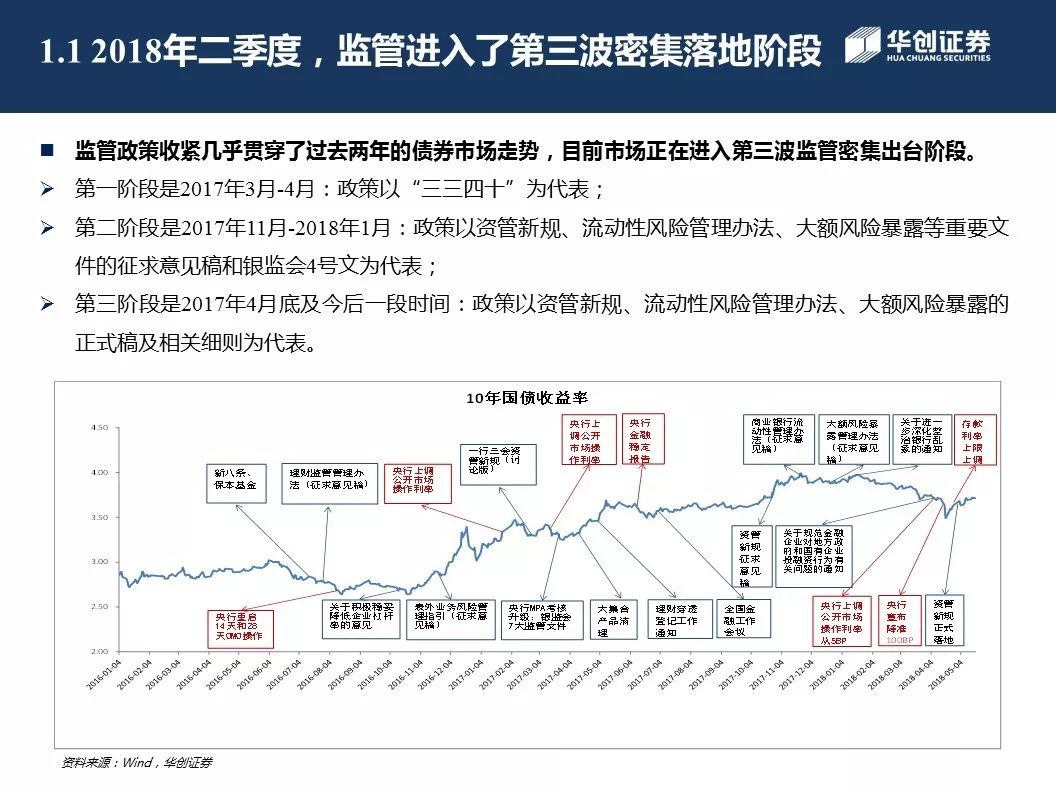 1.1 2018年二季度，监管进入了第三波密集落地阶段
华创证券
HUA CHUANG SECURITIES
监管政策收紧几乎贯穿了过去两年的债券市场走势，目前市场正在进入第三波监管密集出台阶段。
第一阶段是2017年3月-4月：政策以“三三四十”为代表；
第二阶段是2017年11月-2018年1月：政策以资管新规、流动性风险管理办法、大额风险暴露等重要文
件的征求意见稿和银监会4号文为代表；
第三阶段是2017年4月底及今后一段时间：政策以资管新规、流动性风险管理办法、大额风险暴露的
正式稿及相关细则为代表。
10年国债收益率
4.50
4.00
3.50
3.00
2.50
2.00
新八条、
保本基金
理财监管管理办
法（征求意见稿）
央行上调
公开市场
操作利率
一行三会资
管新规（讨
论版）
央行上
调公开
市场操
作利率
央行
金融
稳定
报告
商业银行流
动性管理办
法（征求意
见稿）
大额风险暴
露管理办法
（征求意见
稿）
关于进一
步深化整
治银行乱
象的通知
存款
利率
上限
上调
资管
新规
征求
意见
稿
关于规范金融
企业对地方政
府和国有企业
投融资行为有
关问题的通知
央行重启
14天和28
天OMO操作
关于积极稳妥
降低企业杠杆
率的意见
表外业务风险管
理指引（征求意
见稿）
央行MPA考核
升级；银监会
7大监管文件
大集合
产品清
理
理财穿透
登记工作
通知
全国金
融工作
会议
央行上调
公开市场
操作利率
从5BP
央行
宣布
降准
100BP
资管
新规
正式
落地
2016-01-04
2016-02-04
2016-03-04
2016-04-04
2016-05-04
2016-06-04
2016-07-04
2016-08-04
2016-09-04
2016-10-04
2016-11-04
2016-12-04
2017-01-04
2017-02-04
2017-03-04
2017-04-04
2017-05-04
2017-06-04
2017-07-04
2017-08-04
2017-09-04
2017-10-04
2017-11-04
2017-12-04
2018-01-04
2018-02-04
2018-03-04
2018-04-04
2018-05-04
资料来源：Wind，华创证券